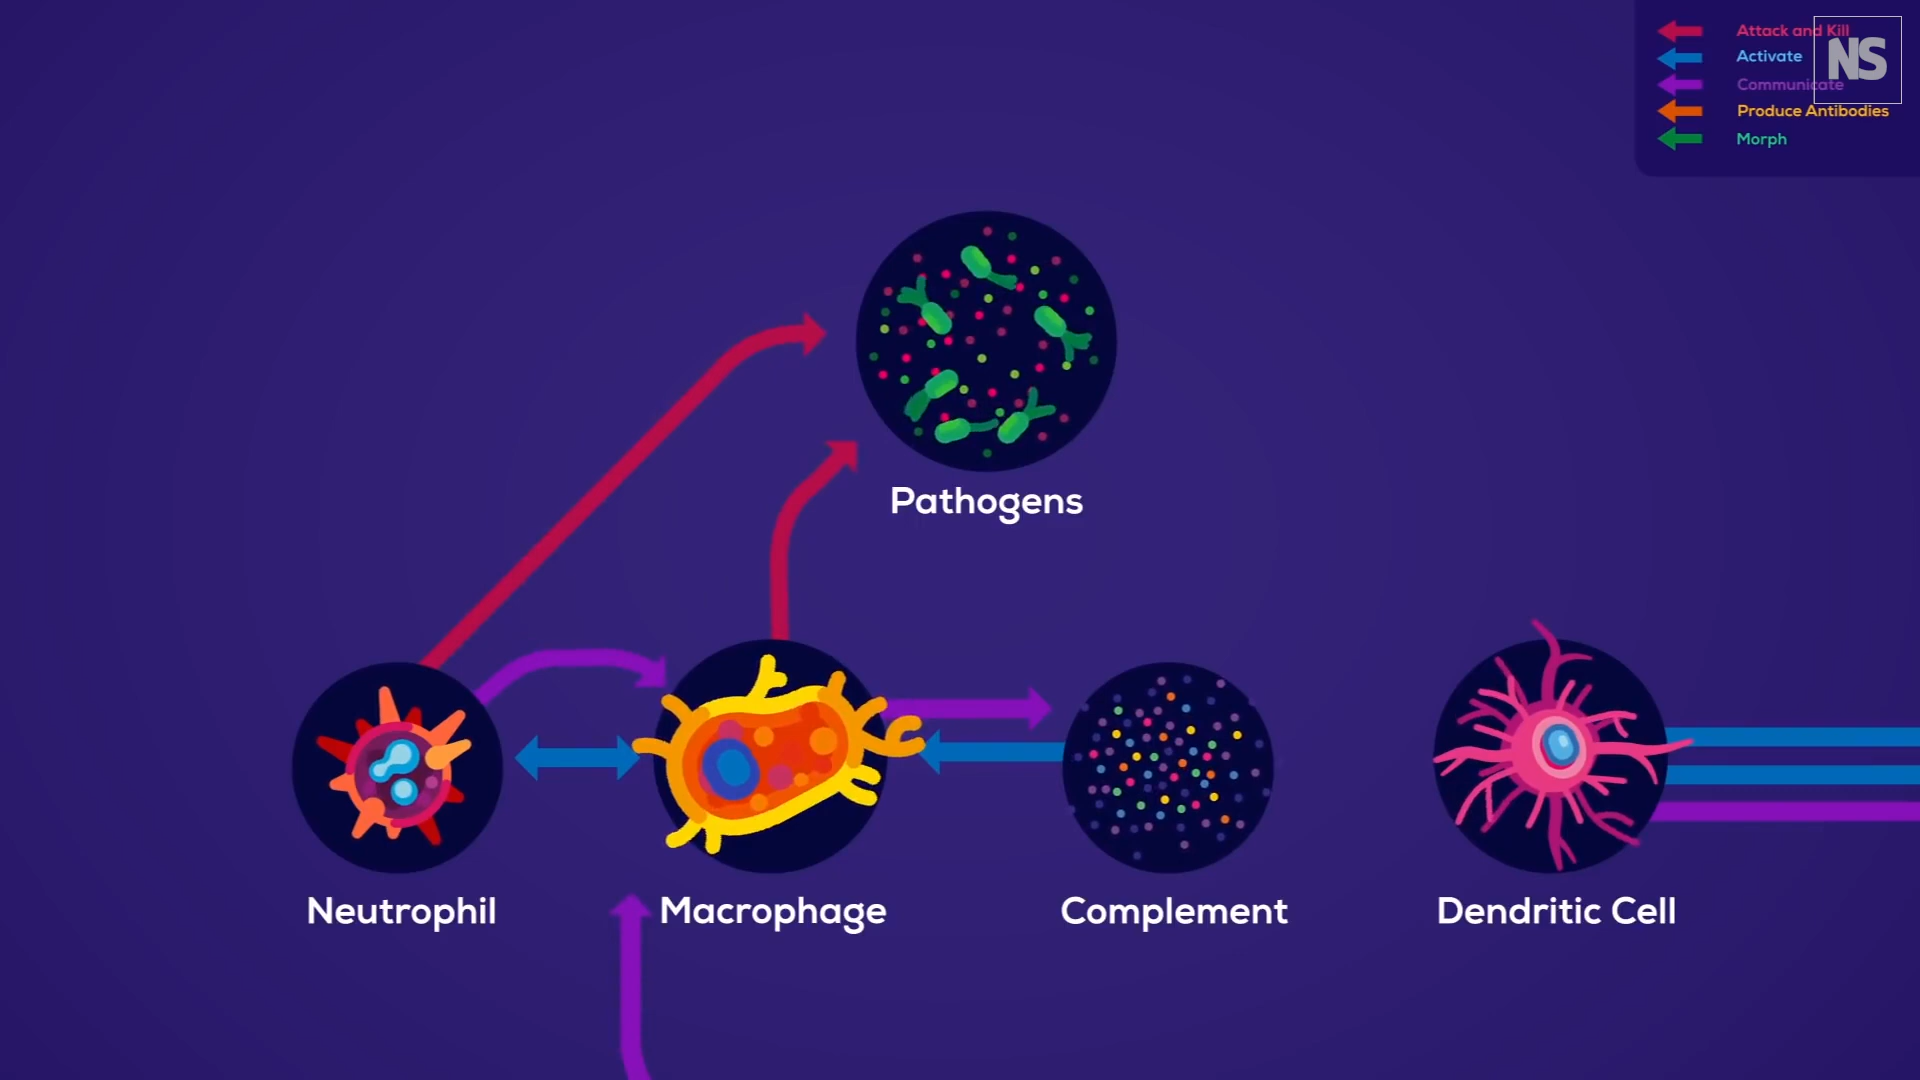 Attack and Kill
NS
Activate
Communicate
Produce Antibodies
Morph
Pathogens
Neutrophil
Macrophage
Complement
Dendritic Cell